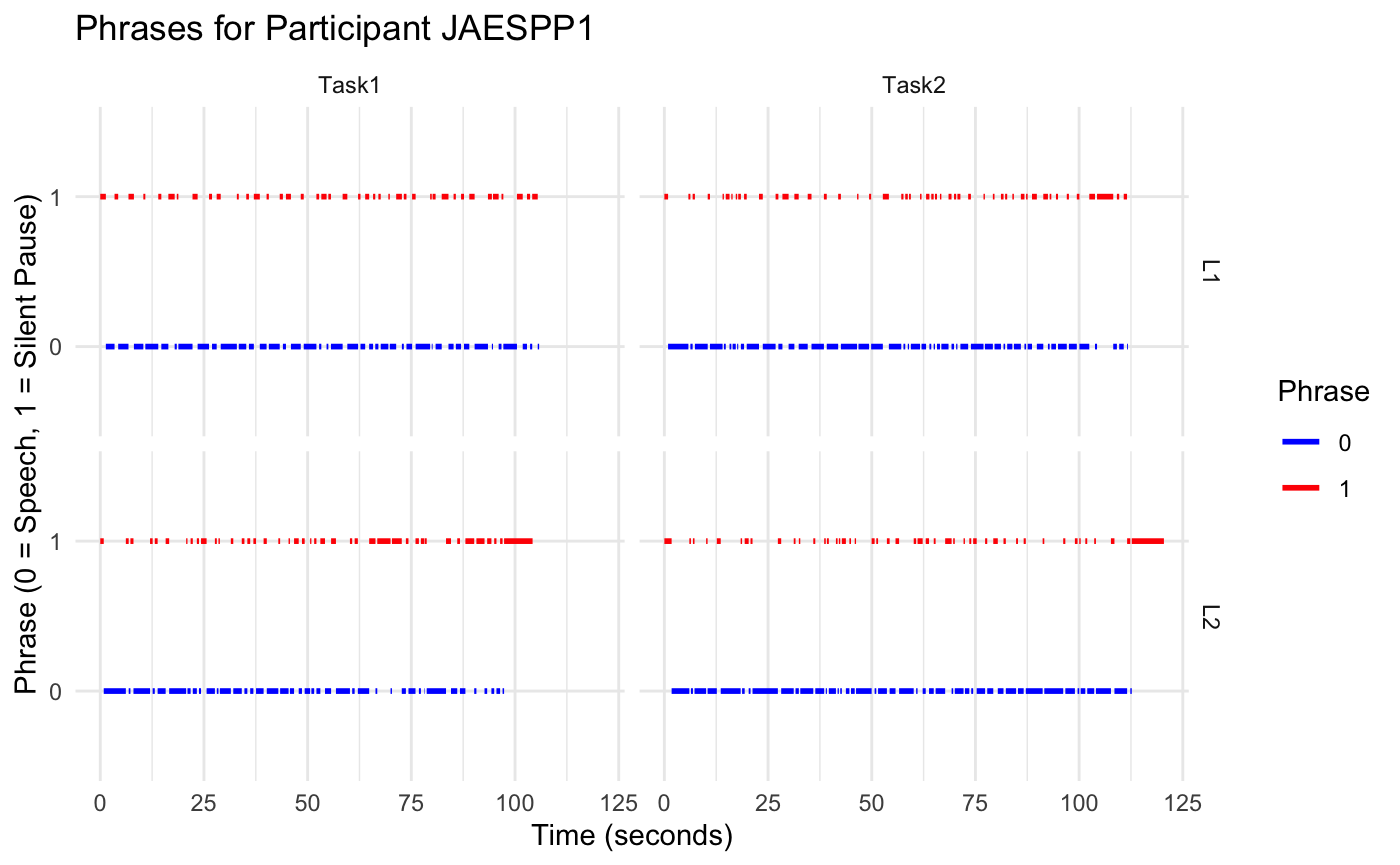 Phrases for Participant JAESPP1
Task1 Task2
Phrase (0 = Speech, 1 = Silent Pause)
1
0
L1
1
0
L2
Phrase
0
1
0 25 50 75 100 125 0 25 50 75 100 125
Time (seconds)